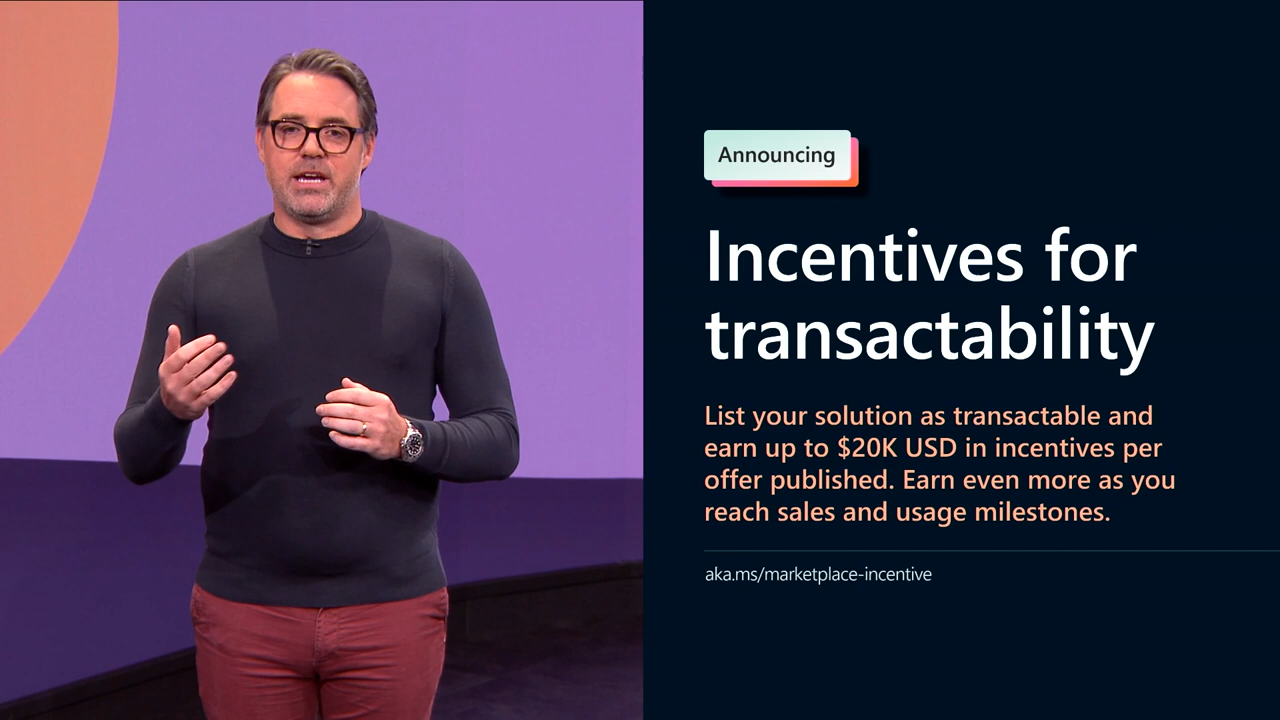 Announcing
Incentives for
transactability
List your solution as transactable and
earn up to $20K USD in incentives per
offer published. Earn even more as you
reach sales and usage milestones.
aka.ms/marketplace-incentive